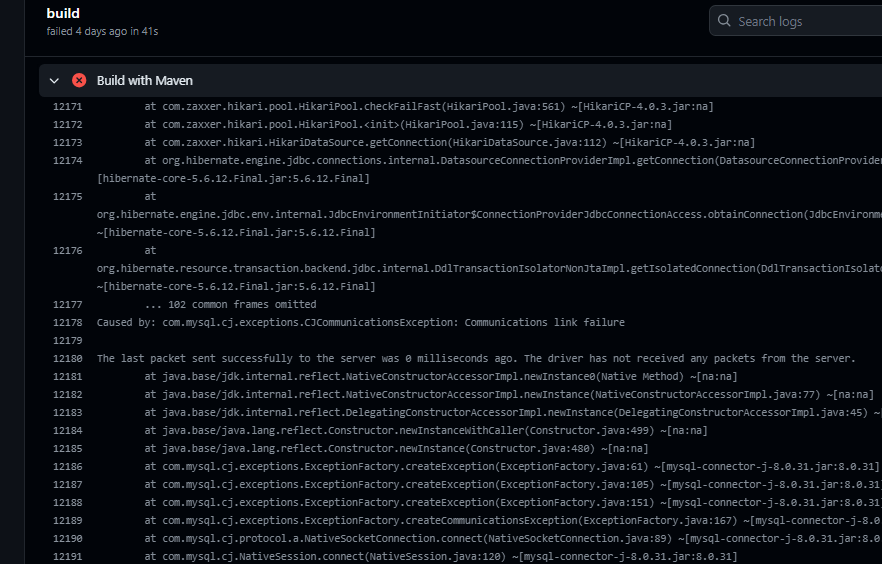 build
failed 4 days ago in 41s
Search logs
Build with Maven
12171 at com.zaxxer.hikari.pool.HikariPool.checkFailFast(HikariPool.java:561) ~[HikariCP-4.0.3.jar:na]
12172 at com.zaxxer.hikari.pool.HikariPool.<init>(HikariPool.java:115) ~[HikariCP-4.0.3.jar:na]
12173 at com.zaxxer.hikari.HikariDataSource.getConnection(HikariDataSource.java:112) ~[HikariCP-4.0.3.jar:na]
12174 at org.hibernate.engine.jdbc.connections.internal.DatasourceConnectionProviderImpl.getConnection(DatasourceConnectionProvider
[hibernate-core-5.6.12.Final.jar:5.6.12.Final]
12175 at
org.hibernate.engine.jdbc.env.internal.JdbcEnvironmentInitiator$ConnectionProviderJdbcConnectionAccess.obtainConnection(JdbcEnvironme
~[hibernate-core-5.6.12.Final.jar:5.6.12.Final]
12176 at
org.hibernate.resource.transaction.backend.jdbc.internal.DdlTransactionIsolatorNonJtaImpl.getIsolatedConnection(DdlTransactionIsolato
~[hibernate-core-5.6.12.Final.jar:5.6.12.Final]
12177 ... 102 common frames omitted
12178 Caused by: com.mysql.cj.exceptions.CJCommunicationsException: Communications link failure
12179
12180 The last packet sent successfully to the server was 0 milliseconds ago. The driver has not received any packets from the server.
12181 at java.base/jdk.internal.reflect.NativeConstructorAccessorImpl.newInstance0(Native Method) ~[na:na]
12182 at java.base/jdk.internal.reflect.NativeConstructorAccessorImpl.newInstance(NativeConstructorAccessorImpl.java:77) ~[na:na]
12183 at java.base/jdk.internal.reflect.DelegatingConstructorAccessorImpl.newInstance(DelegatingConstructorAccessorImpl.java:45) ~[
12184 at java.base/java.lang.reflect.Constructor.newInstanceWithCaller(Constructor.java:499) ~[na:na]
12185 at java.base/java.lang.reflect.Constructor.newInstance(Constructor.java:480) ~[na:na]
12186 at com.mysql.cj.exceptions.ExceptionFactory.createException(ExceptionFactory.java:61) ~[mysql-connector-j-8.0.31.jar:8.0.31]
12187 at com.mysql.cj.exceptions.ExceptionFactory.createException(ExceptionFactory.java:105) ~[mysql-connector-j-8.0.31.jar:8.0.31
12188 at com.mysql.cj.exceptions.ExceptionFactory.createException(ExceptionFactory.java:151) ~[mysql-connector-j-8.0.31.jar:8.0.31
12189 at com.mysql.cj.exceptions.ExceptionFactory.createCommunicationsException(ExceptionFactory.java:167) ~[mysql-connector-j-8.0
12190 at com.mysql.cj.protocol.a.NativeSocketConnection.connect(NativeSocketConnection.java:89) ~[mysql-connector-j-8.0.31.jar:8.0
12191 at com.mysql.cj.NativeSession.connect(NativeSession.java:120) ~[mysql-connector-j-8.0.31.jar:8.0.31]